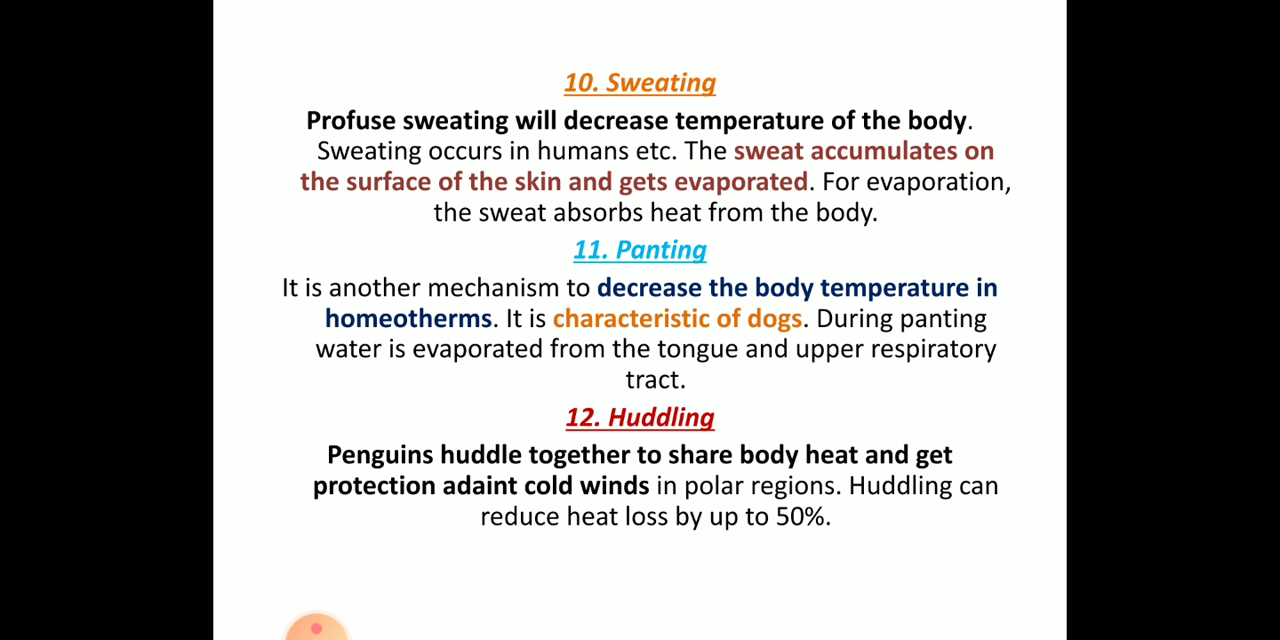 10. Sweating
Profuse sweating will decrease temperature of the body.
Sweating occurs in humans etc. The sweat accumulates on
the surface of the skin and gets evaporated. For evaporation,
the sweat absorbs heat from the body.
11. Panting
It is another mechanism to decrease the body temperature in
homeotherms. It is characteristic of dogs. During panting
water is evaporated from the tongue and upper respiratory
tract.
12. Huddling
Penguins huddle together to share body heat and get
protection adaint cold winds in polar regions. Huddling can
reduce heat loss by up to 50%.